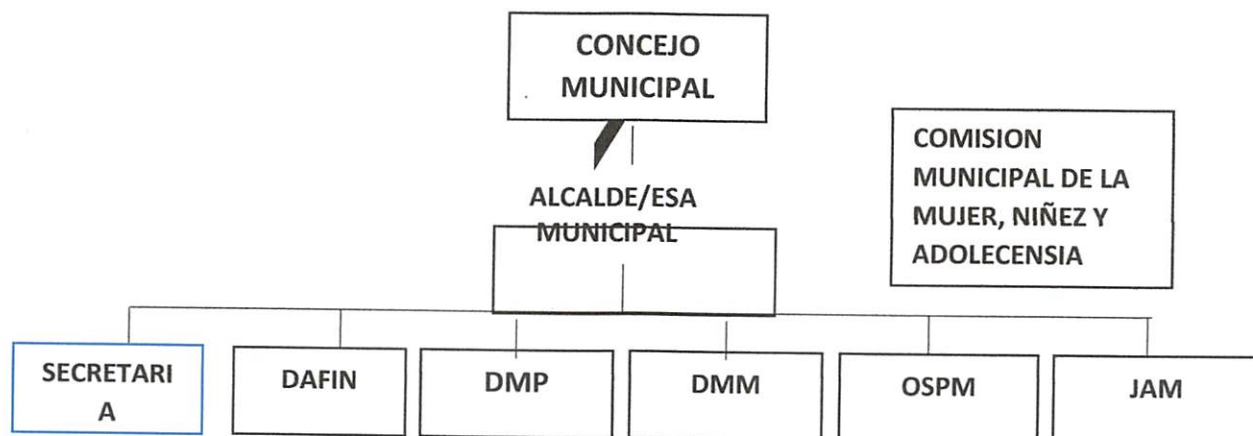 CONCEJO
MUNICIPAL
COMISION
MUNICIPAL DE LA
MUJER, NIÑEZ Y
ADOLECENSIA
ALCALDE/ESA
MUNICIPAL
SECRETARI
A
DAFIN
DMP
DMM
OSPM
JAM